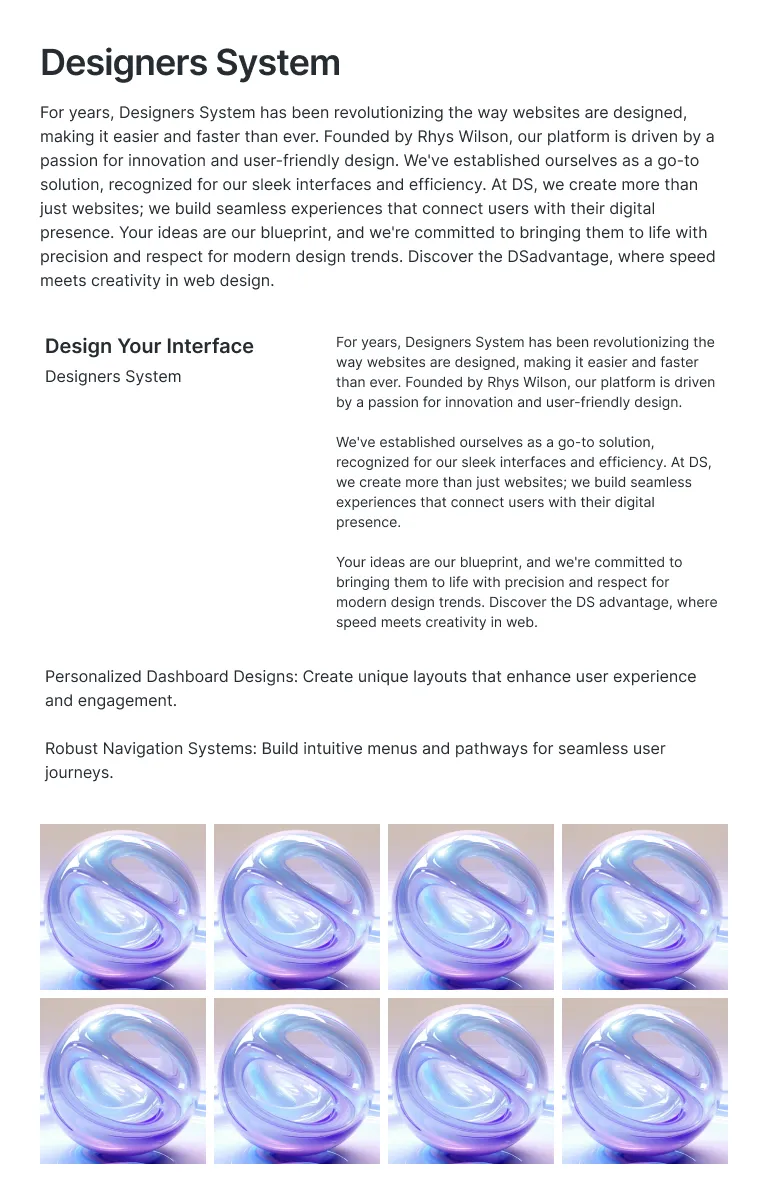 Designers System
For years, Designers System has been revolutionizing the way websites are designed,
making it easier and faster than ever. Founded by Rhys Wilson, our platform is driven by a
passion for innovation and user-friendly design. We've established ourselves as a go-to
solution, recognized for our sleek interfaces and efficiency. At DS, we create more than
just websites; we build seamless experiences that connect users with their digital
presence. Your ideas are our blueprint, and we're committed to bringing them to life with
precision and respect for modern design trends. Discover the DSadvantage, where speed
meets creativity in web design.
Design Your Interface
Designers System
For years, Designers System has been revolutionizing the
way websites are designed, making it easier and faster
than ever. Founded by Rhys Wilson, our platform is driven
by a passion for innovation and user-friendly design.
We've established ourselves as a go-to solution,
recognized for our sleek interfaces and efficiency. At DS,
we create more than just websites; we build seamless
experiences that connect users with their digital
presence.
Your ideas are our blueprint, and we're committed to
bringing them to life with precision and respect for
modern design trends. Discover the DS advantage, where
speed meets creativity in web.
Personalized Dashboard Designs: Create unique layouts that enhance user experience
and engagement.
Robust Navigation Systems: Build intuitive menus and pathways for seamless user
journeys.